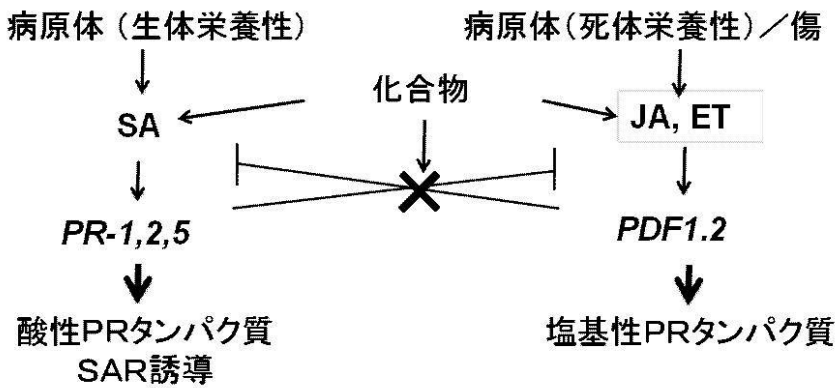 病原体（生体栄養性）
病原体(死体栄養性)／傷
化合物
SA
JA, ET
PR-1,2,5
PDF1.2
酸性PRタンパク質
SAR誘導
塩基性PRタンパク質